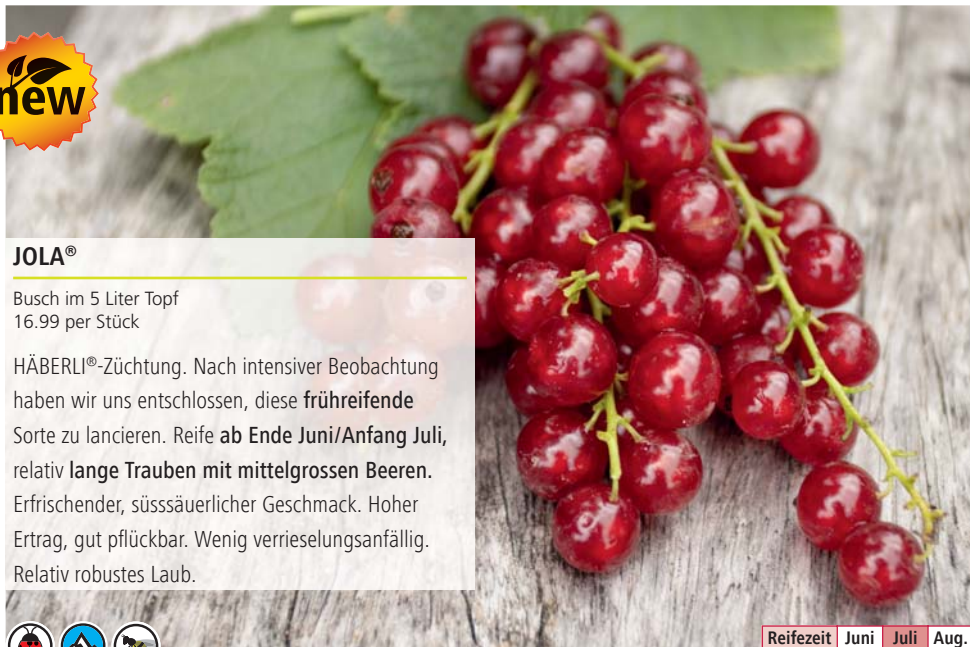 new
JOLA®
Busch im 5 Liter Topf
16.99 per Stück
HÄBERLI®-Züchtung. Nach intensiver Beobachtung
haben wir uns entschlossen, diese frühreifende
Sorte zu lancieren. Reife ab Ende Juni/Anfang Juli,
relativ lange Trauben mit mittelgrossen Beeren.
Erfrischender, süsssäuerlicher Geschmack. Hoher
Ertrag, gut pflückbar. Wenig verrieselungsanfällig.
Relativ robustes Laub.
Reifezeit Juni Juli Aug.